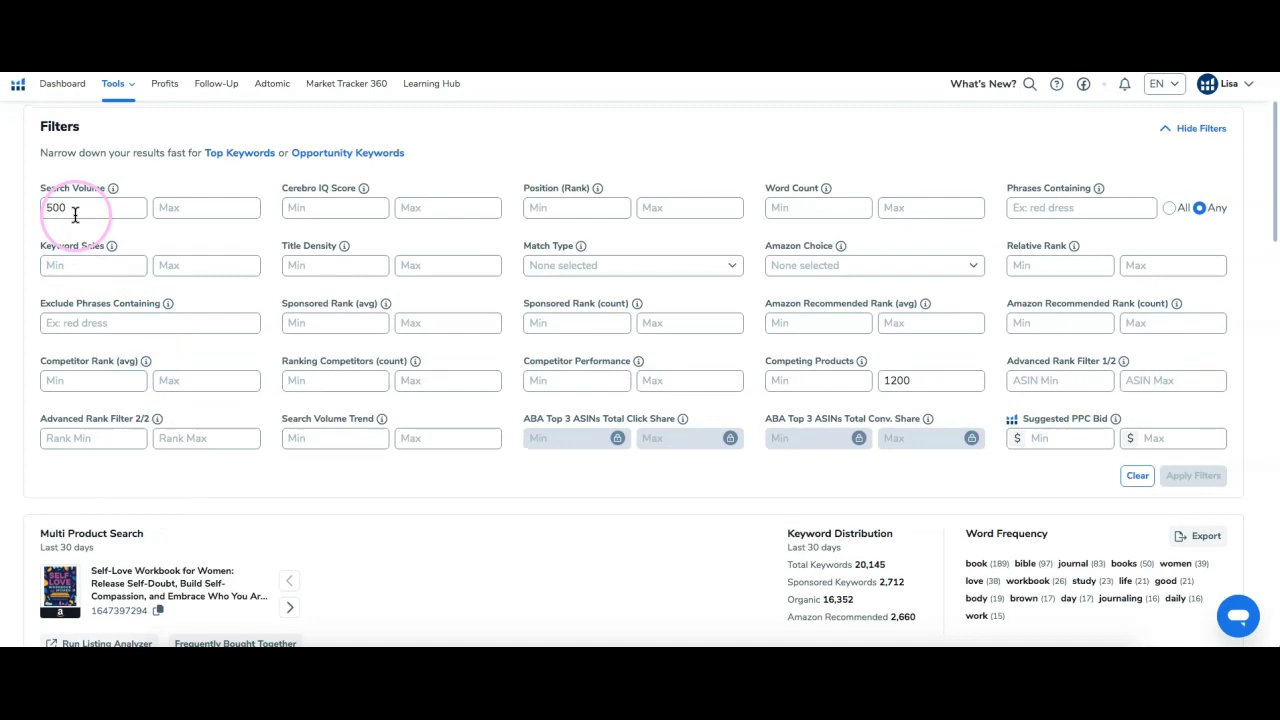 Dashboard Tools Profits Follow-Up Adtomic Market Tracker 360 Learning Hub What's New? EN Lisa
Filters
Hide Filters
Narrow down your results fast for Top Keywords or Opportunity Keywords
Search Volume Cerebro IQ Score Position (Rank) Word Count Phrases Containing
500 Max Min Max Min Max Min Max Ex: red dress All Any
Keyword Sales Title Density Match Type Amazon Choice Relative Rank
Min Max Min Max None selected None selected Min Max
Exclude Phrases Containing Sponsored Rank (avg) Sponsored Rank (count) Amazon Recommended Rank (avg) Amazon Recommended Rank (count)
Ex: red dress Min Max Min Max Min Max Min Max
Competitor Rank (avg) Ranking Competitors (count) Competitor Performance Competing Products Advanced Rank Filter 1/2
Min Max Min Max Min Max Min 1200 ASIN Min ASIN Max
Advanced Rank Filter 2/2 Search Volume Trend ABA Top 3 ASINs Total Click Share ABA Top 3 ASINs Total Conv. Share Suggested PPC Bid
Rank Min Rank Max Min Max Min Max Min Max $ Min $ Max
Clear Apply Filters
Multi Product Search
Last 30 days
SELF LOVE
a
Self-Love Workbook for Women:
Release Self-Doubt, Build Self-
Compassion, and Embrace Who You Ar...
1647397294
Run Listing Analyzer Frequently Bought Together
Keyword Distribution
Last 30 days
Total Keywords 20,145
Sponsored Keywords 2,712
Organic 16,352
Amazon Recommended 2,660
Word Frequency
Export
book (189) bible (97) journal (83) books (50) women (39)
love (38) workbook (26) study (23) life (21) good (21)
body (19) brown (17) day (17) journaling (16) daily (16)
work (15)